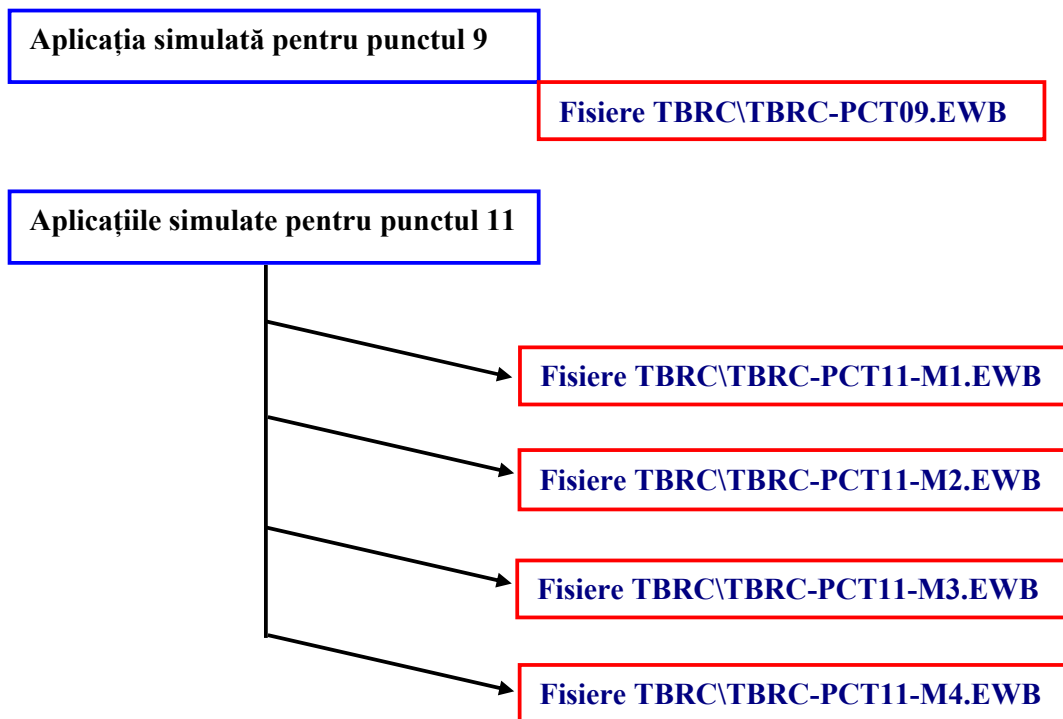 Aplicația simulată pentru punctul 9
Fisiere TBRC\TBRC-PCT09.EWB
Aplicațiile simulate pentru punctul 11
Fisiere TBRC\TBRC-PCT11-M1.EWB
Fisiere TBRC\TBRC-PCT11-M2.EWB
Fisiere TBRC\TBRC-PCT11-M3.EWB
Fisiere TBRC\TBRC-PCT11-M4.EWB